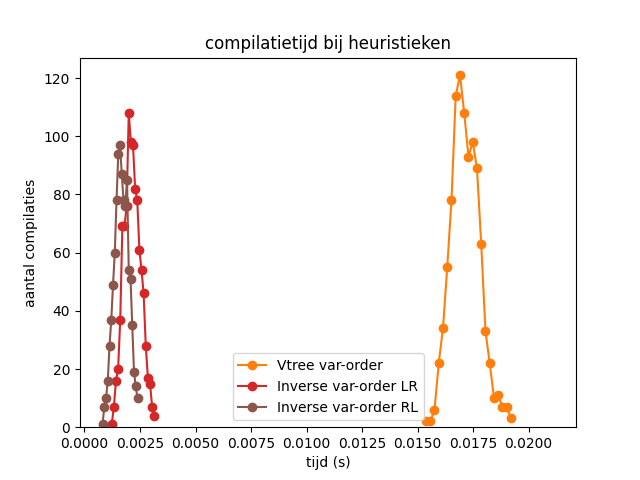 compilatietijd bij heuristieken
aantal compilaties
120
100
80
60
40
20
0
Vtree var-order
Inverse var-order LR
Inverse var-order RL
0.0000 0.0025 0.0050 0.0075 0.0100 0.0125 0.0150 0.0175 0.0200
tijd (s)